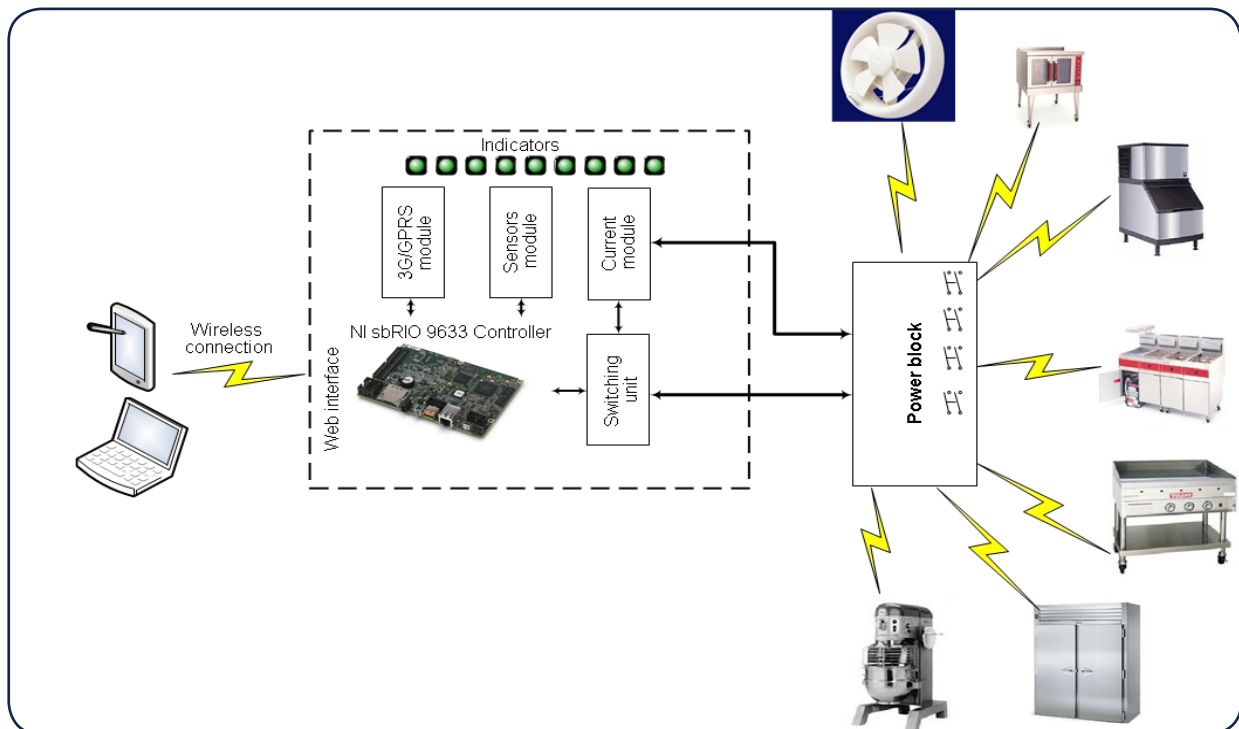 Indicators
3G/GPRS
module
Sensors
module
Current
module
NI sbRIO 9633 Controller
Wireless
connection
Web interface
Switching
unit
Power block